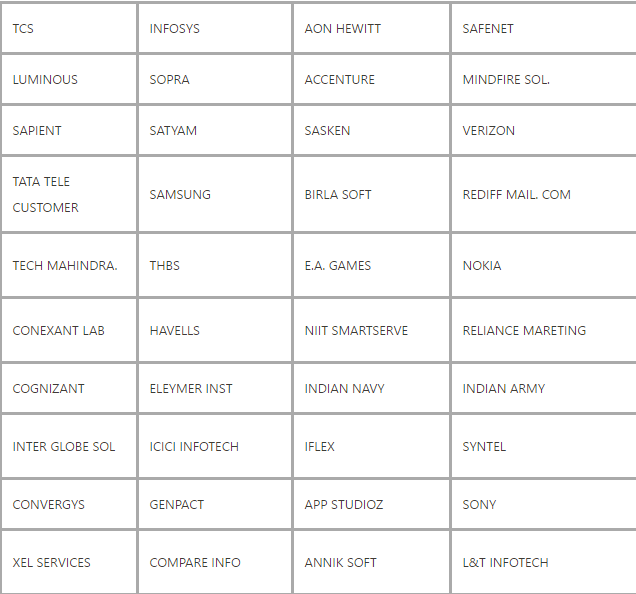 TCS INFOSYS AON HEWITT SAFENET
LUMINOUS SOPRA ACCENTURE MINDFIRE SOL.
SAPIENT SATYAM SASKEN VERIZON
TATA TELE
CUSTOMER
SAMSUNG BIRLA SOFT REDIFF MAIL. COM
TECH MAHINDRA. THBS E.A. GAMES NOKIA
CONEXANT LAB HAVELLS NIIT SMARTSERVE RELIANCE MARETING
COGNIZANT ELEYMER INST INDIAN NAVY INDIAN ARMY
INTER GLOBE SOL ICICI INFOTECH IFLEX SYNTEL
CONVERGYS GENPACT APP STUDIOZ SONY
XEL SERVICES COMPARE INFO ANNIK SOFT L&T INFOTECH